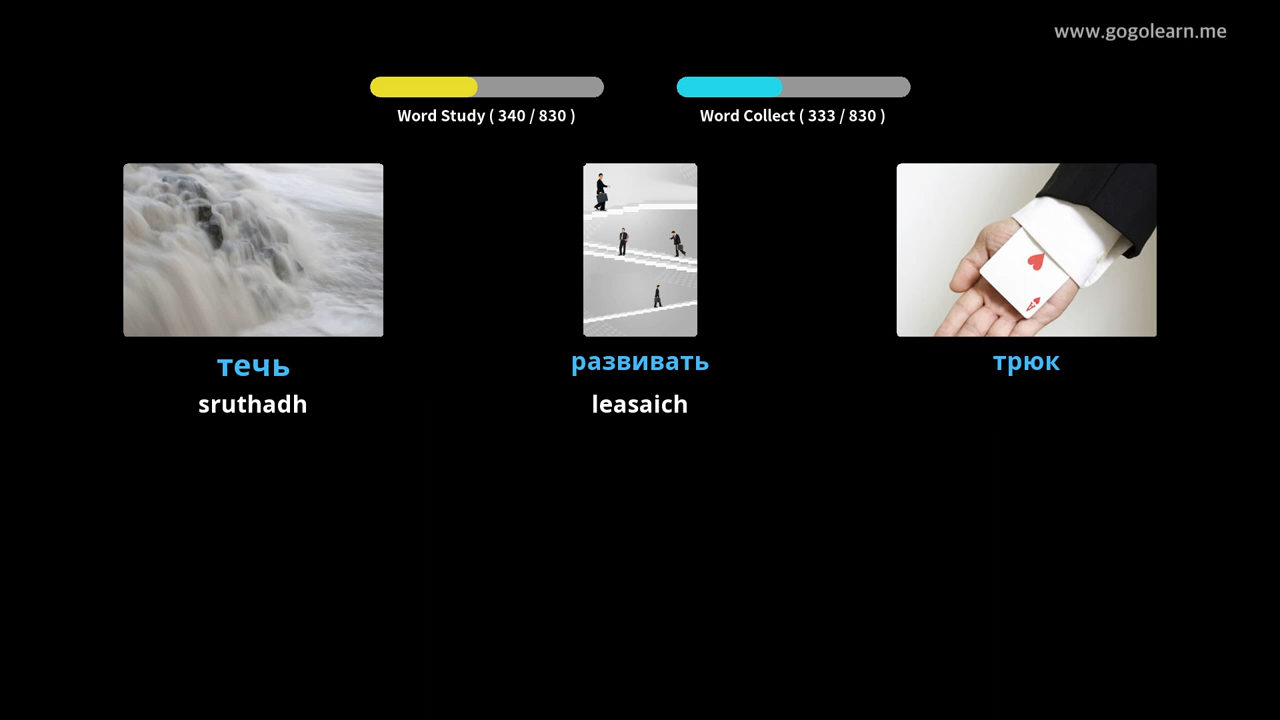 www.gogolearn.me
Word Study ( 340 / 830 )
Word Collect ( 333 / 830 )
течь
развивать
трюк
sruthadh
leasaich